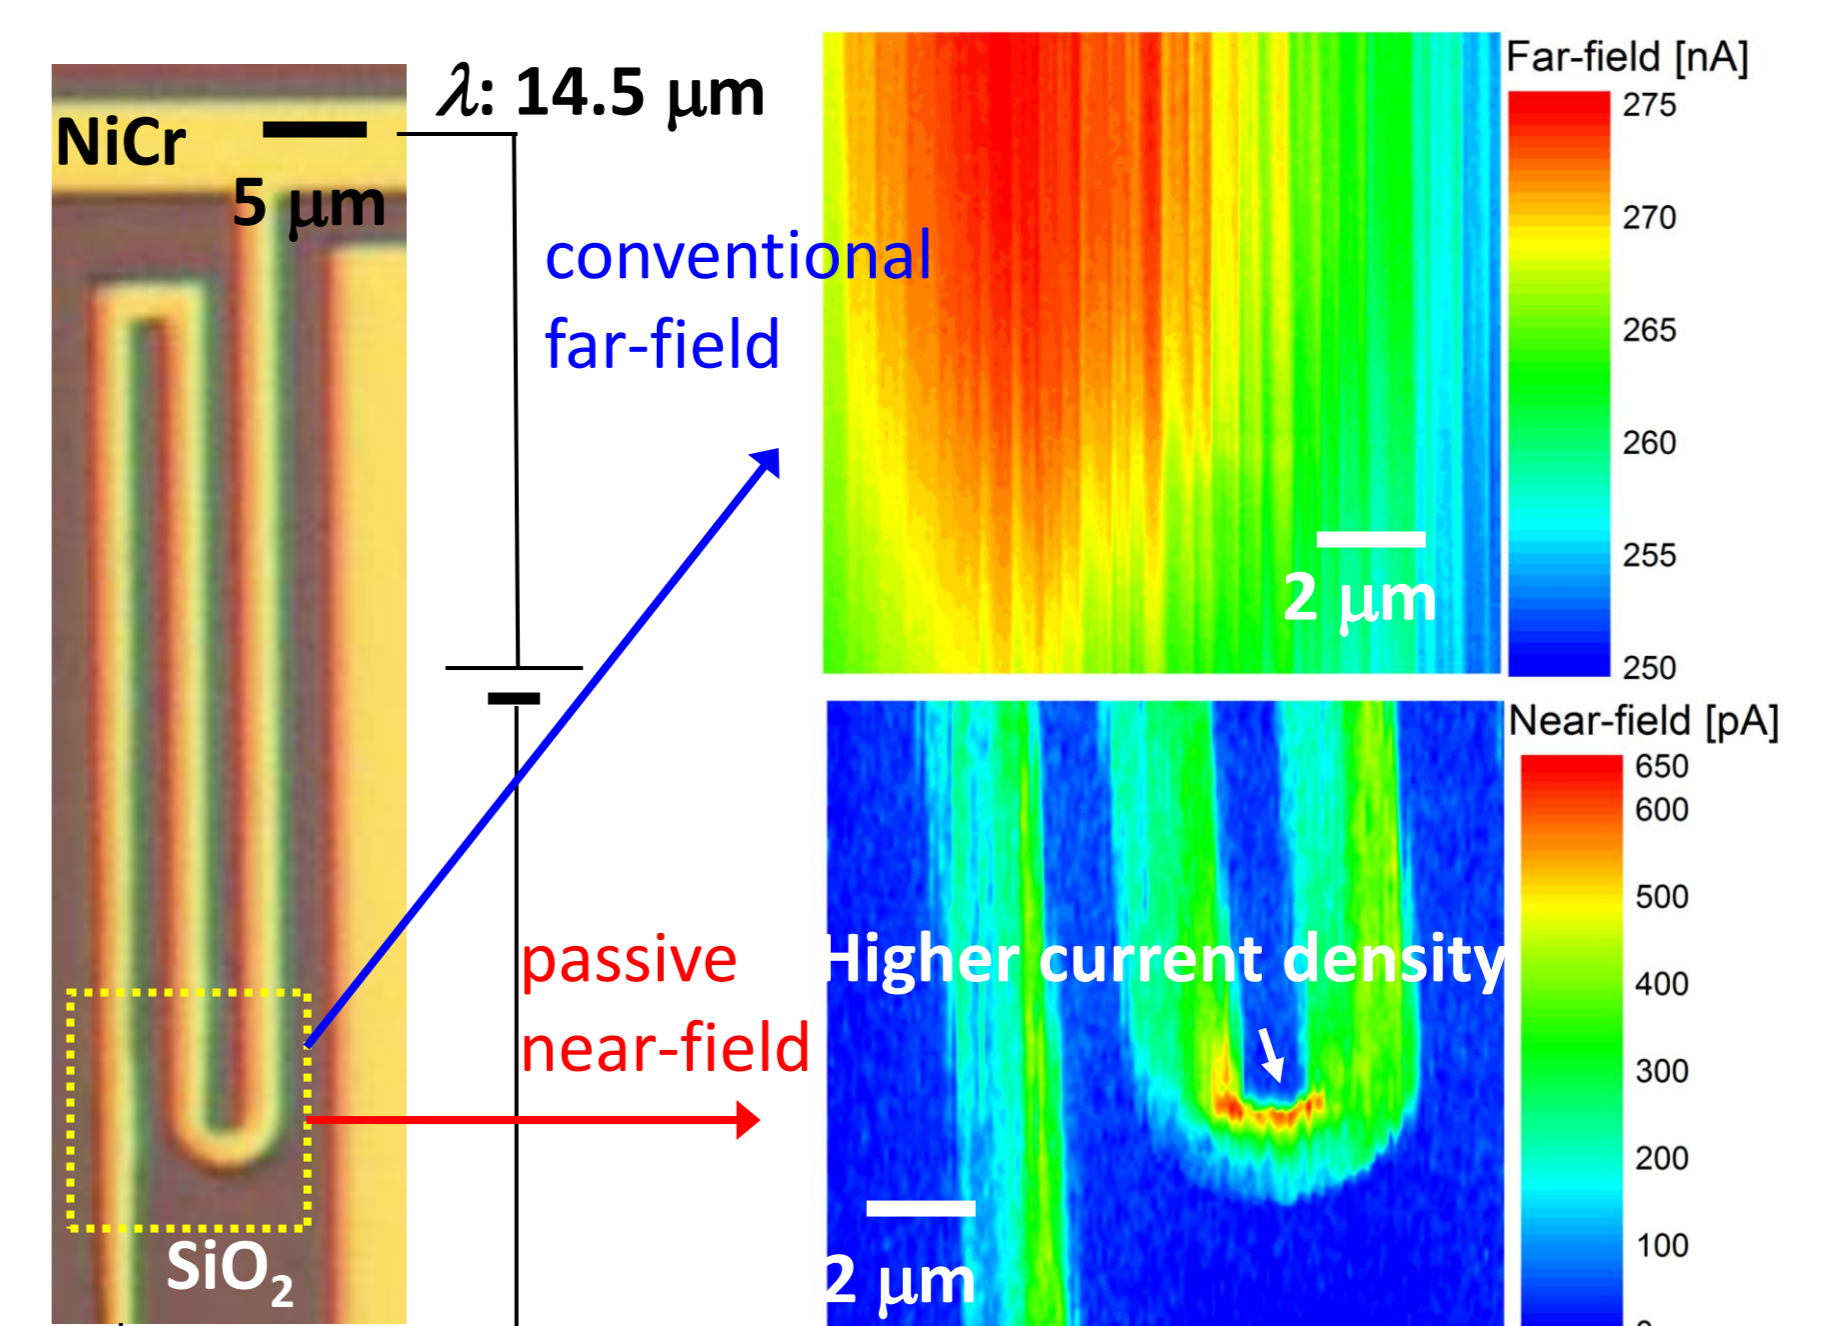 NiCr
5 μm
λ: 14.5 μm
conventional
far-field
passive
near-field
SiO₂
2 μm
Far-field [nA]
275
270
265
260
255
250
Higher current density
2 μm
Near-field [pA]
650
600
500
400
300
200
100